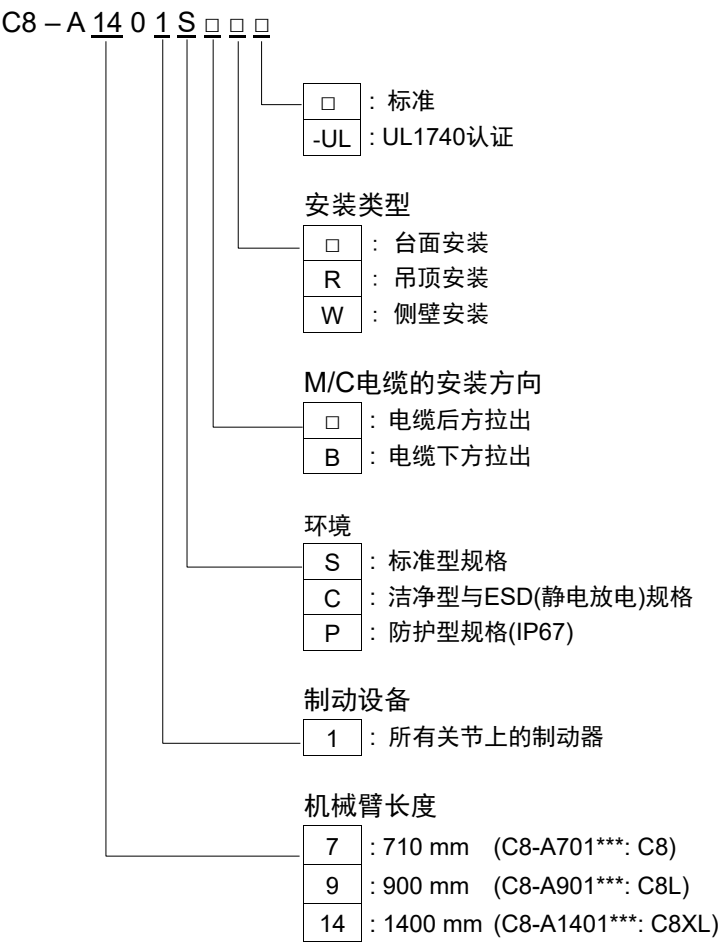 C8 – A 14 0 1 S □ □ □
□ : 标准
-UL : UL1740认证
安装类型
□ : 台面安装
R : 吊顶安装
W : 侧壁安装
M/C电缆的安装方向
□ : 电缆后方拉出
B : 电缆下方拉出
环境
S : 标准型规格
C : 洁净型与ESD(静电放电)规格
P : 防护型规格(IP67)
制动设备
1 : 所有关节上的制动器
机械臂长度
7 : 710 mm (C8-A701***: C8)
9 : 900 mm (C8-A901***: C8L)
14 : 1400 mm (C8-A1401***: C8XL)